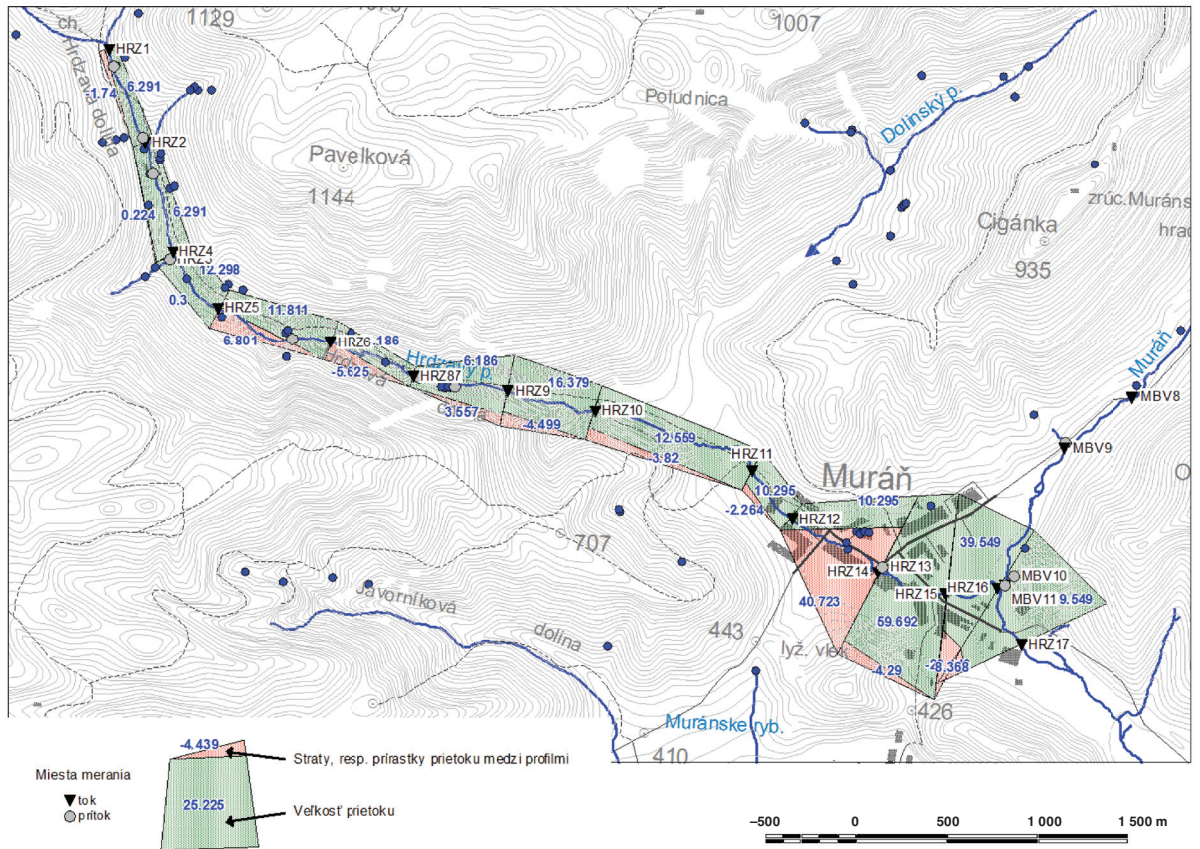 ch
1129
1007
HRZ1
Hrdzava dolina
-1.74
6.291
Poludnica
Dolinský p.
HRZ2
Pavelková
1144
0.224
6.291
Cigánka
935
zrúc.Muráns
hrad
HRZ4
HRZ3
12.298
0.3
HRZ5
11.811
6.801
HRZ6
186
Hrdzavý p.
6.186
-5.625
HRZ87
dolina
3.557
HRZ9
16.379
-4.499
HRZ10
12.559
3.82
Muráň
MBV8
MBV9
O
HRZ11
Muráň
10.295
-2.264
HRZ12
10.295
39.549
707
HRZ13
HRZ14
HRZ15
HRZ16
MBV10
MBV11
9.549
40.723
59.692
Javorníková
dolina
443
lyž. vlek
-4.29
8.368
HRZ17
426
Muránske ryb.
410
-4.439
Straty, resp. prírastky prietoku medzi profilmi
Miesta merania
tok
prítok
25.225
Veľkosť prietoku
–500
0
500
1 000
1 500 m